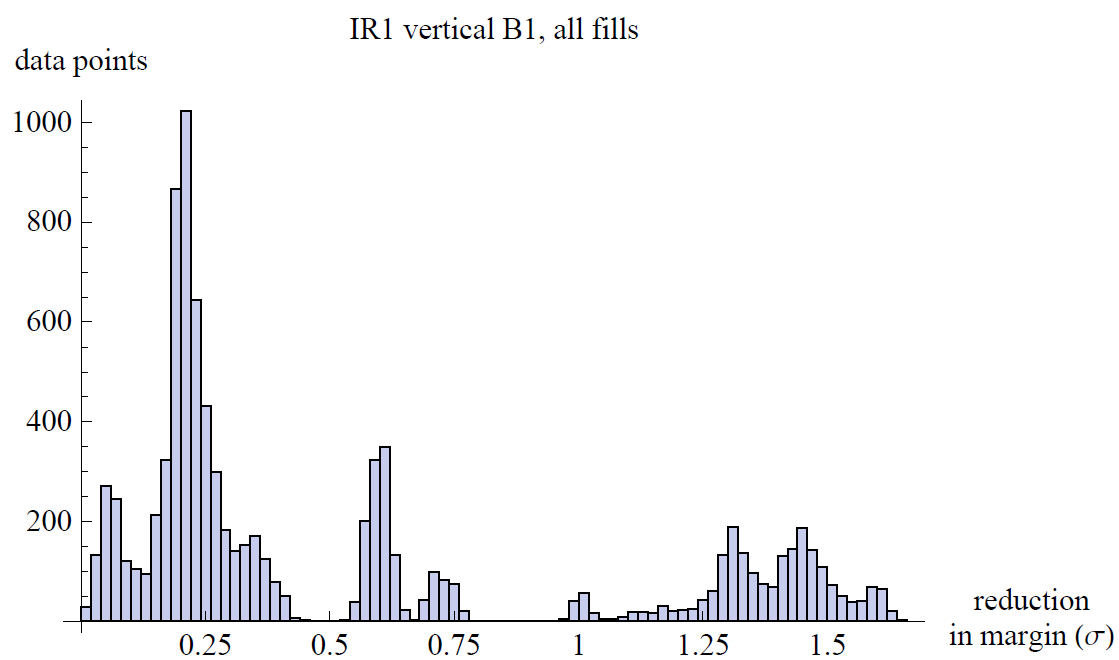 IR1 vertical B1, all fills
data points
1000
800
600
400
200
0.25 0.5 0.75 1 1.25 1.5
reduction
in margin (σ)